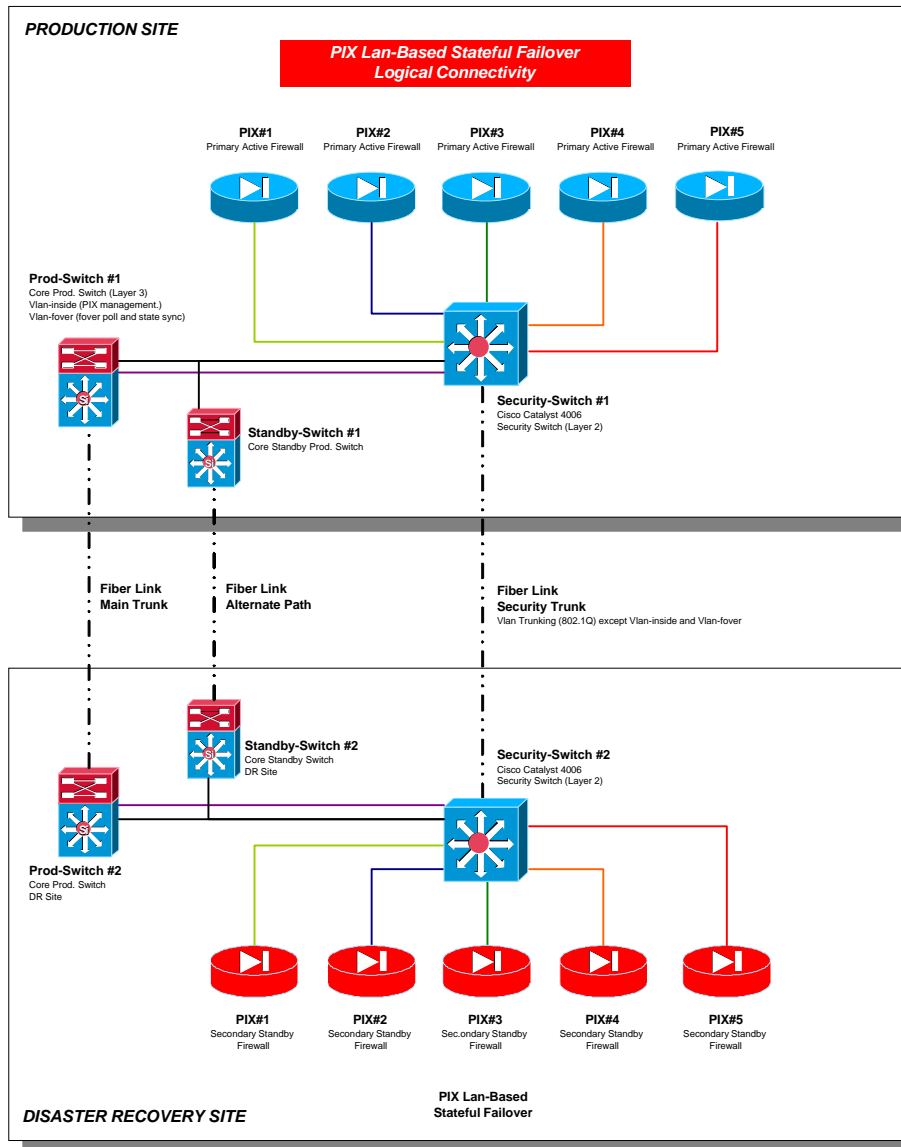 PRODUCTION SITE
PIX Lan-Based Stateful Failover
Logical Connectivity
PIX#1
Primary Active Firewall
PIX#2
Primary Active Firewall
PIX#3
Primary Active Firewall
PIX#4
Primary Active Firewall
PIX#5
Primary Active Firewall
Prod-Switch #1
Core Prod. Switch (Layer 3)
Vlan-inside (PIX management.)
Vlan-fover (fover poll and state sync)
Si
Security-Switch #1
Cisco Catalyst 4006
Security Switch (Layer 2)
Standby-Switch #1
Core Standby Prod. Switch
Si
Fiber Link
Main Trunk
Fiber Link
Alternate Path
Fiber Link
Security Trunk
Vlan Trunking (802.1Q) except Vlan-inside and Vlan-fover
Standby-Switch #2
Core Standby Switch
DR Site
Si
Security-Switch #2
Cisco Catalyst 4006
Security Switch (Layer 2)
Si
Prod-Switch #2
Core Prod. Switch
DR Site
PIX#1
Secondary Standby
Firewall
PIX#2
Secondary Standby
Firewall
PIX#3
Sec.ondary Standby
Firewall
PIX#4
Secondary Standby
Firewall
PIX#5
Secondary Standby
Firewall
PIX Lan-Based
Stateful Failover
DISASTER RECOVERY SITE